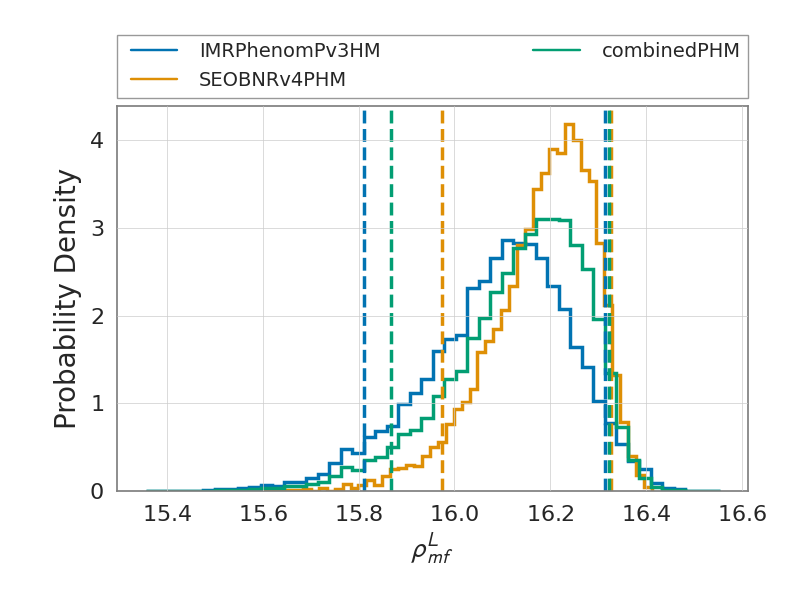 IMRPhenomPv3HM
SEOBNRv4PHM
combinedPHM
Probability Density
4
3
2
1
0
15.4 15.6 15.8 16.0 16.2 16.4 16.6
ρ^L_mf